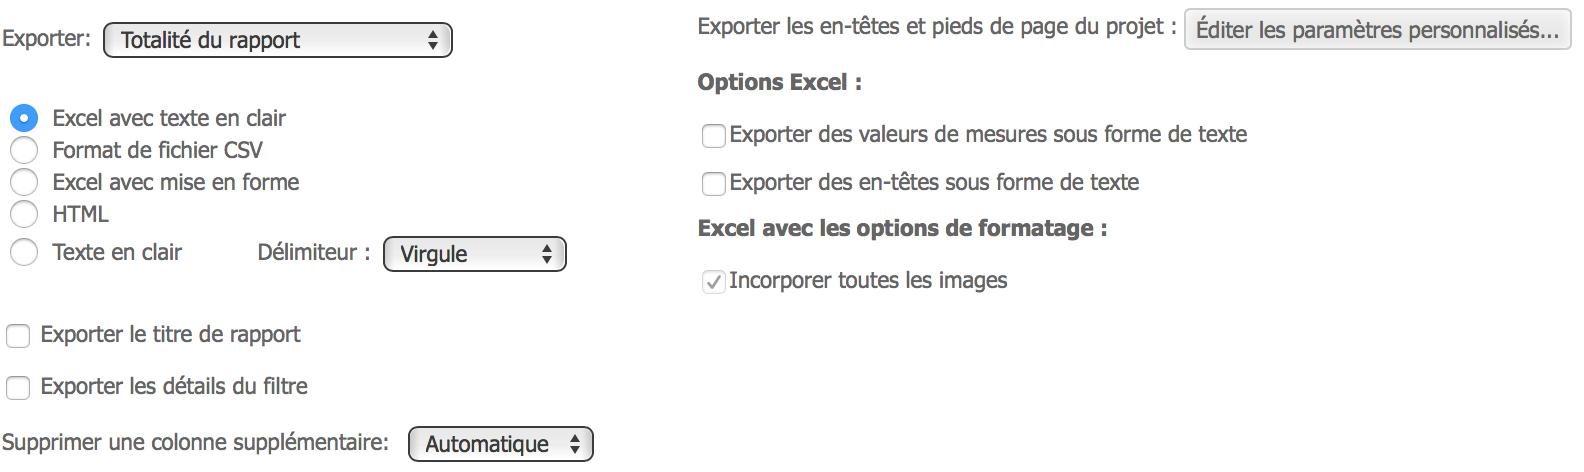 Exporter: Totalité du rapport
Excel avec texte en clair
Format de fichier CSV
Excel avec mise en forme
HTML
Texte en clair Délimiteur : Virgule
Exporter le titre de rapport
Exporter les détails du filtre
Supprimer une colonne supplémentaire: Automatique
Exporter les en-têtes et pieds de page du projet : Éditer les paramètres personnalisés...
Options Excel :
Exporter des valeurs de mesures sous forme de texte
Exporter des en-têtes sous forme de texte
Excel avec les options de formatage :
Incorporer toutes les images